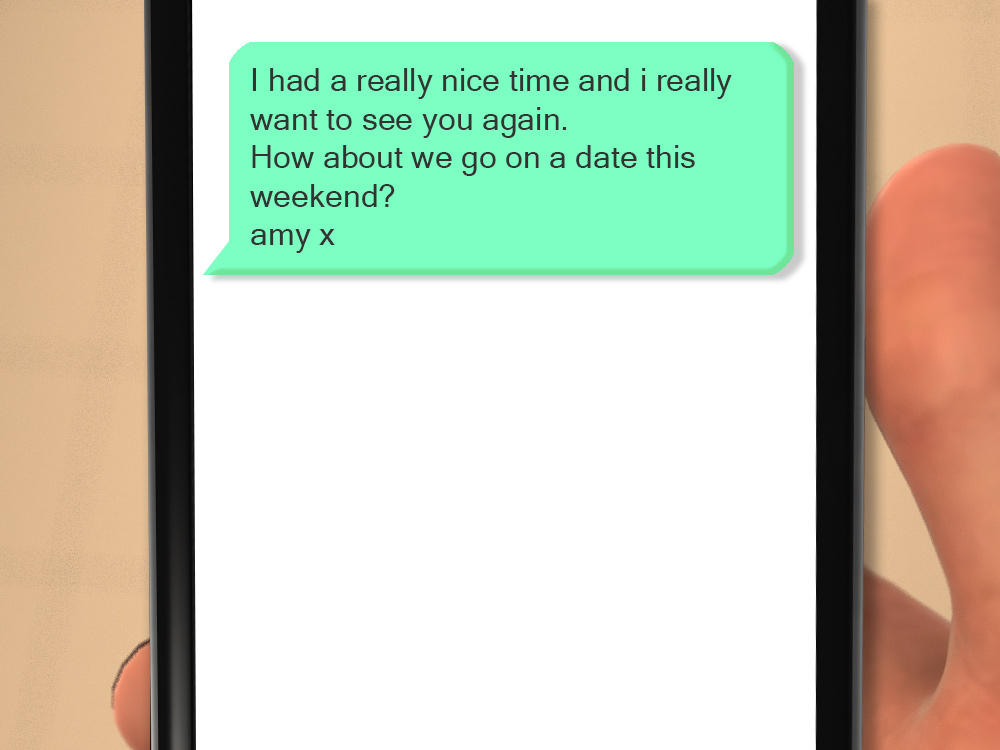 I had a really nice time and i really
want to see you again.
How about we go on a date this
weekend?
amy x